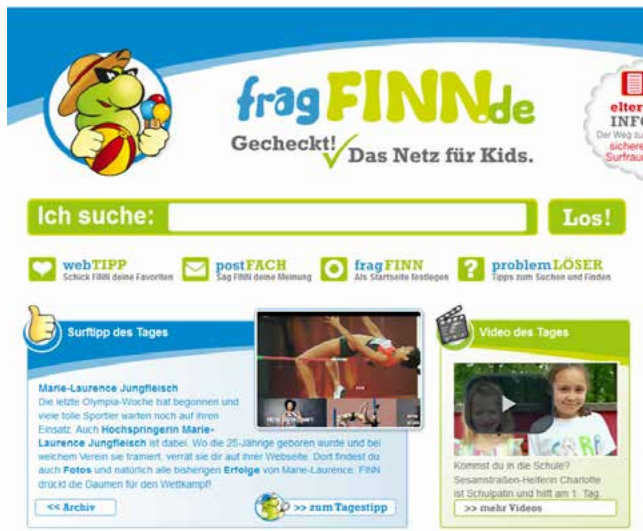 fragFINN.de
Gecheckt! Das Netz für Kids.
eltern
INFO
Der Weg zu
sicheren
Surfraum
Ich suche:
Los!
webTIPP
Schick FINN deine Favoriten
postFACH
Sag FINN deine Meinung
fragFINN
Als Startseite festlegen
problemLÖSER
Tipps zum Suchen und Finden
Surftipp des Tages
Marie-Laurence Jungfleisch
Die letzte Olympia-Woche hat begonnen und
viele tolle Sportler warten noch auf ihren
Einsatz. Auch Hochspringerin Marie-
Laurence Jungfleisch ist dabei. Wo die 25-Jährige geboren wurde und bei
welchem Verein sie trainiert, verrät sie dir auf ihrer Webseite. Dort findest du
auch Fotos und natürlich alle bisherigen Erfolge von Marie-Laurence. FINN
drückt die Daumen für den Wettkampf!
<< Archiv
>> zum Tagestipp
Video des Tages
Kommst du in die Schule?
Sesamstraßen-Helferin Charlotte
ist Schulpatin und hilft am 1. Tag.
>> mehr Videos